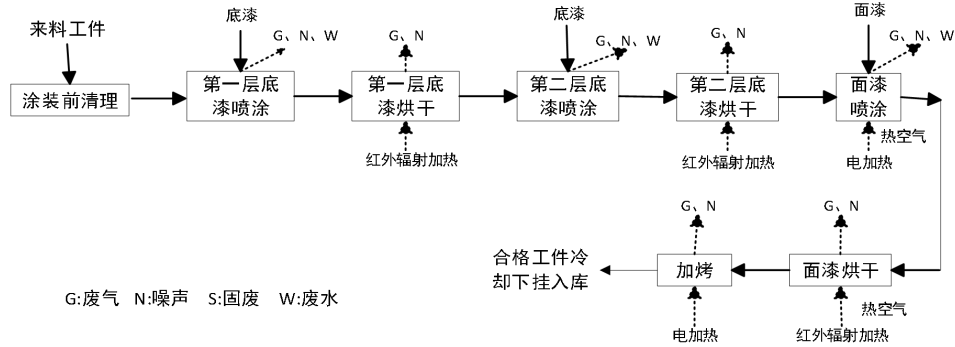 来料工件
底漆
G、N、W
G、N
底漆
G、N、W
G、N
面漆
G、N、W
涂装前清理
第一层底
漆喷涂
第一层底
漆烘干
第二层底
漆喷涂
第二层底
漆烘干
面漆
喷涂
热空气
红外辐射加热
红外辐射加热
电加热
G、N
G、N
合格工件冷
却下挂入库
加烤
面漆烘干
热空气
电加热
红外辐射加热
G:废气 N:噪声 S:固废 W:废水